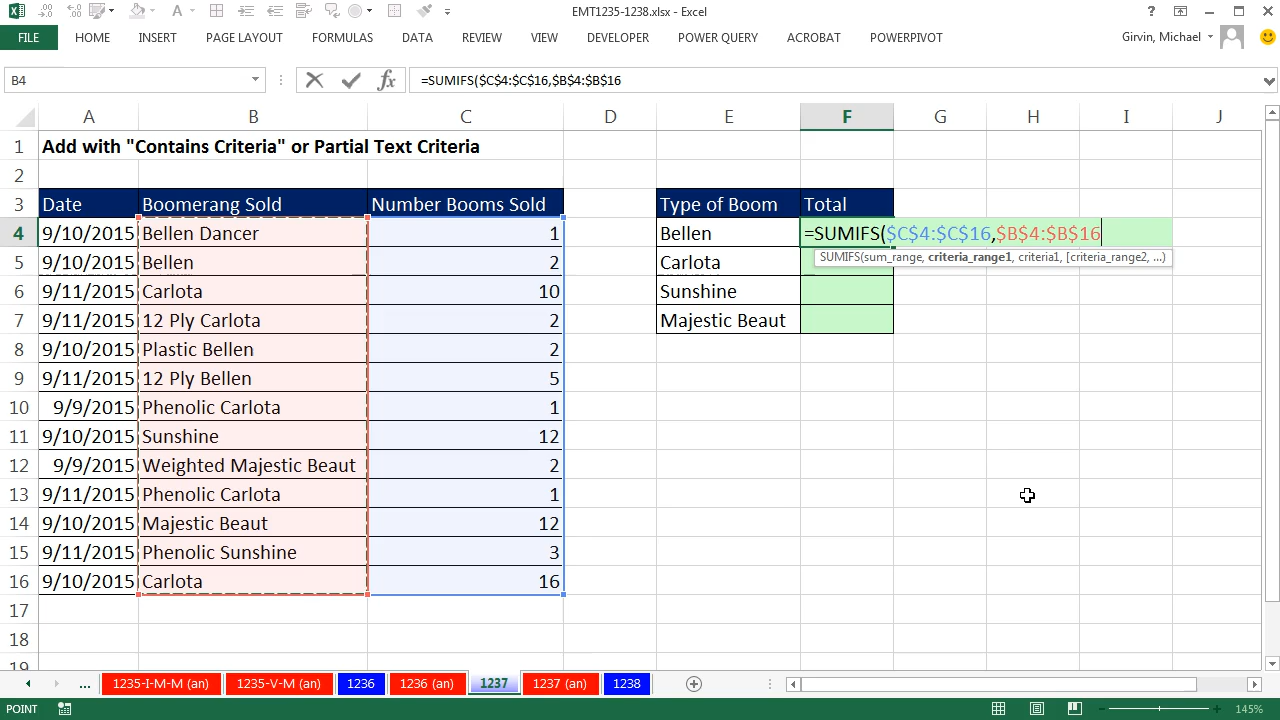 EMT1235-1238.xlsx - Excel
?
FILE HOME INSERT PAGE LAYOUT FORMULAS DATA REVIEW VIEW DEVELOPER POWER QUERY ACROBAT POWERPIVOT Girvin, Michael
B4 fx =SUMIFS($C$4:$C$16,$B$4:$B$16
A B C D E F G H I J
1 Add with "Contains Criteria" or Partial Text Criteria
2
3 Date Boomerang Sold Number Booms Sold Type of Boom Total
4 9/10/2015 Bellen Dancer 1 Bellen =SUMIFS($C$4:$C$16,$B$4:$B$16
SUMIFS(sum_range, criteria_range1, criteria1, [criteria_range2, ...)
5 9/10/2015 Bellen 2 Carlota
6 9/11/2015 Carlota 10 Sunshine
7 9/11/2015 12 Ply Carlota 2 Majestic Beaut
8 9/10/2015 Plastic Bellen 2
9 9/11/2015 12 Ply Bellen 5
10 9/9/2015 Phenolic Carlota 1
11 9/10/2015 Sunshine 12
12 9/9/2015 Weighted Majestic Beaut 2
13 9/11/2015 Phenolic Carlota 1
14 9/10/2015 Majestic Beaut 12
15 9/11/2015 Phenolic Sunshine 3
16 9/10/2015 Carlota 16
17
18
19
... 1235-I-M-M (an) 1235-V-M (an) 1236 1236 (an) 1237 1237 (an) 1238
POINT 145%